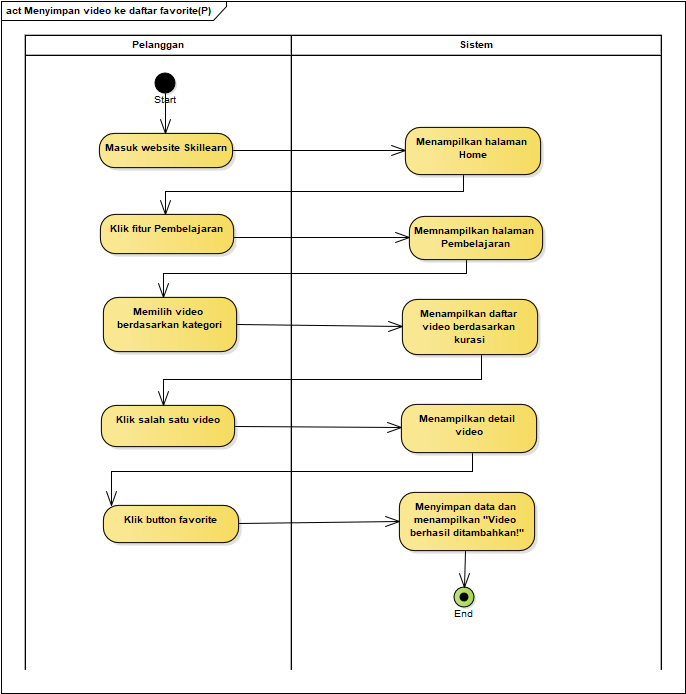 act Menyimpan video ke daftar favorite(P)
Pelanggan
Sistem
Start
Masuk website Skillearn
Menampilkan halaman
Home
Klik fitur Pembelajaran
Memnampilkan halaman
Pembelajaran
Memilih video
berdasarkan kategori
Menampilkan daftar
video berdasarkan
kurasi
Klik salah satu video
Menampilkan detail
video
Klik button favorite
Menyimpan data dan
menampilkan "Video
berhasil ditambahkan!"
End